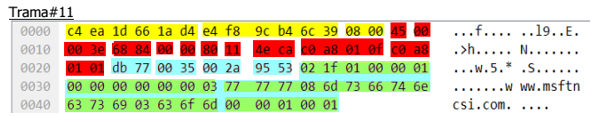 Trama#11
0000 c4 ea 1d 66 1a d4 e4 f8 9c b4 6c 39 08 00 45 00 ...f.... ..l9..E.
0010 00 3e 68 84 00 00 80 11 4e ca c0 a8 01 0f c0 a8 .>h..... N.......
0020 01 01 db 77 00 35 00 2a 95 53 02 1f 01 00 00 01 ...w.5.* .S......
0030 00 00 00 00 00 00 03 77 77 77 08 6d 73 66 74 6e .......w ww.msftn
0040 63 73 69 03 63 6f 6d 00 00 01 00 01 csi.com. ....